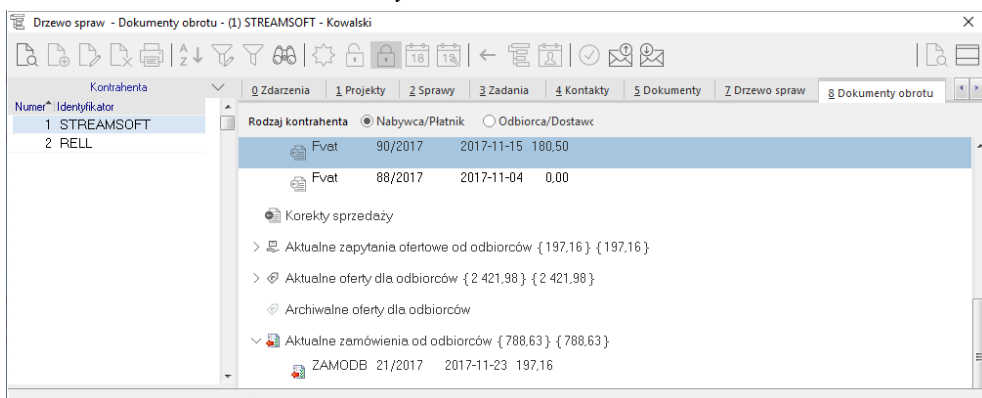 Drzewo spraw - Dokumenty obrotu - (1) STREAMSOFT - Kowalski
18 18
Kontrahenta
0 Zdarzenia 1 Projekty 2 Sprawy 3 Zadania 4 Kontakty 5 Dokumenty 7 Drzewo spraw 8 Dokumenty obrotu
Numer Identyfikator
1 STREAMSOFT
2 RELL
Rodzaj kontrahenta Nabywca/Płatnik Odbiorca/Dostawc
Fvat 90/2017 2017-11-15 180,50
Fvat 88/2017 2017-11-04 0,00
Korekty sprzedaży
Aktualne zapytania ofertowe od odbiorców {197,16} {197,16}
Aktualne oferty dla odbiorców {2 421,98} {2 421,98}
Archiwalne oferty dla odbiorców
Aktualne zamówienia od odbiorców {788,63} {788,63}
ZAMODB 21/2017 2017-11-23 197,16